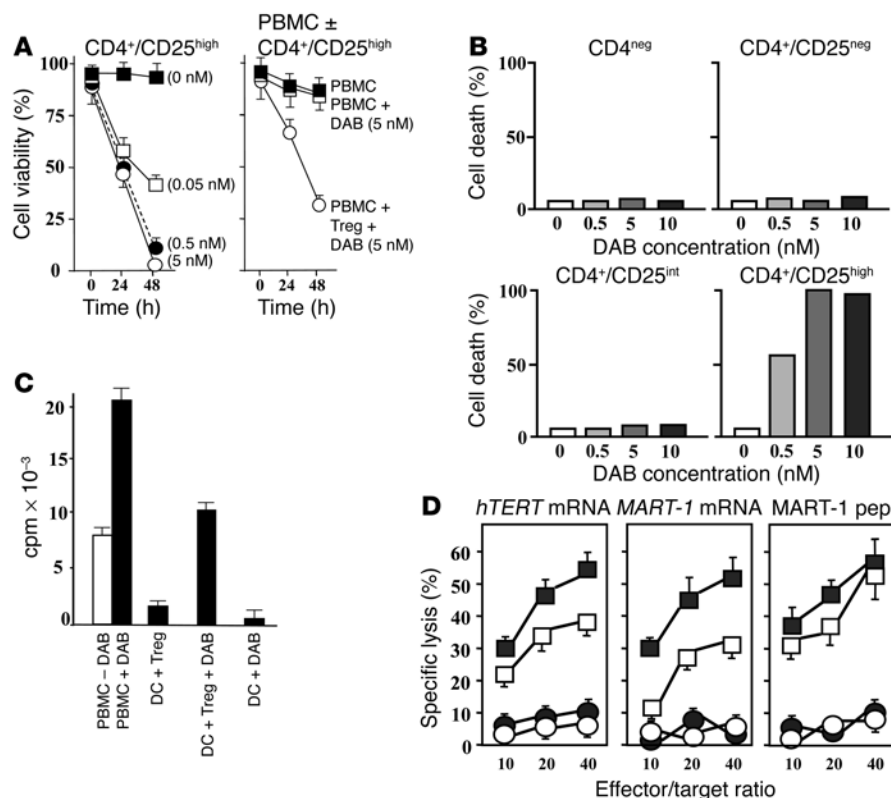 A
CD4⁺/CD25ʰⁱᵍʰ
PBMC ±
CD4⁺/CD25ʰⁱᵍʰ
Cell viability (%)
100
75
50
25
0
(0 nM)
(0.05 nM)
(0.5 nM)
(5 nM)
0 24 48
Time (h)
PBMC
PBMC +
DAB (5 nM)
PBMC +
Treg +
DAB (5 nM)
0 24 48
Time (h)
B
CD4ⁿᵉᵍ
CD4⁺/CD25ⁿᵉᵍ
Cell death (%)
100
50
0
0 0.5 5 10
0 0.5 5 10
DAB concentration
(nM)
CD4⁺/CD25ⁱⁿᵗ
CD4⁺/CD25ʰⁱᵍʰ
Cell death (%)
100
50
0
0 0.5 5 10
0 0.5 5 10
DAB concentration (nM)
C
cpm × 10⁻³
20
10
10
0
PBMC – DAB
PBMC + DAB
DC + Treg
DC + Treg + DAB
DC + DAB
D
hTERT mRNA
MART-1 mRNA
MART-1 pep
Specific lysis (%)
60
50
40
30
20
10
0
10 20 40
10 20 40
10 20 40
Effector/target ratio